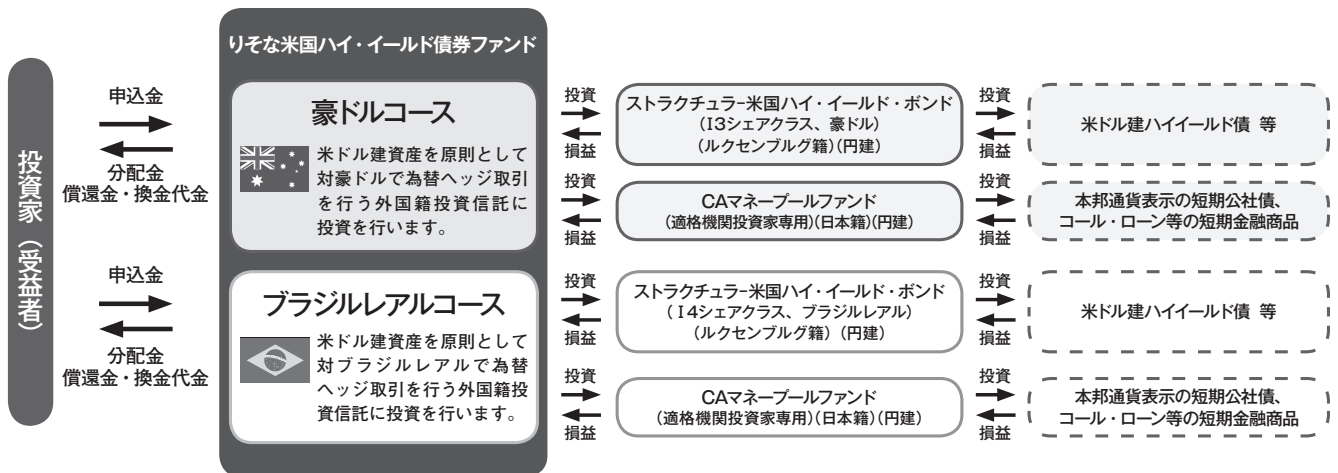 投資家（受益者）
りそな米国ハイ・イールド債券ファンド
申込金
分配金
償還金・換金代金
豪ドルコース
米ドル建資産を原則として
対豪ドルで為替ヘッジ取引
を行う外国籍投資信託に
投資を行います。
投資
損益
ストラクチュラ-米国ハイ・イールド・ボンド
(I3シェアクラス、豪ドル)
(ルクセンブルグ籍)(円建)
投資
損益
米ドル建ハイイールド債 等
投資
損益
CAマネープールファンド
(適格機関投資家専用)(日本籍)(円建)
投資
損益
本邦通貨表示の短期公社債、
コール・ローン等の短期金融商品
申込金
分配金
償還金・換金代金
ブラジルレアルコース
米ドル建資産を原則として
対ブラジルレアルで為替
ヘッジ取引を行う外国籍投
資信託に投資を行います。
投資
損益
ストラクチュラ-米国ハイ・イールド・ボンド
(I4シェアクラス、ブラジルレアル)
(ルクセンブルグ籍) (円建)
投資
損益
米ドル建ハイイールド債 等
投資
損益
CAマネープールファンド
(適格機関投資家専用)(日本籍)(円建)
投資
損益
本邦通貨表示の短期公社債、
コール・ローン等の短期金融商品